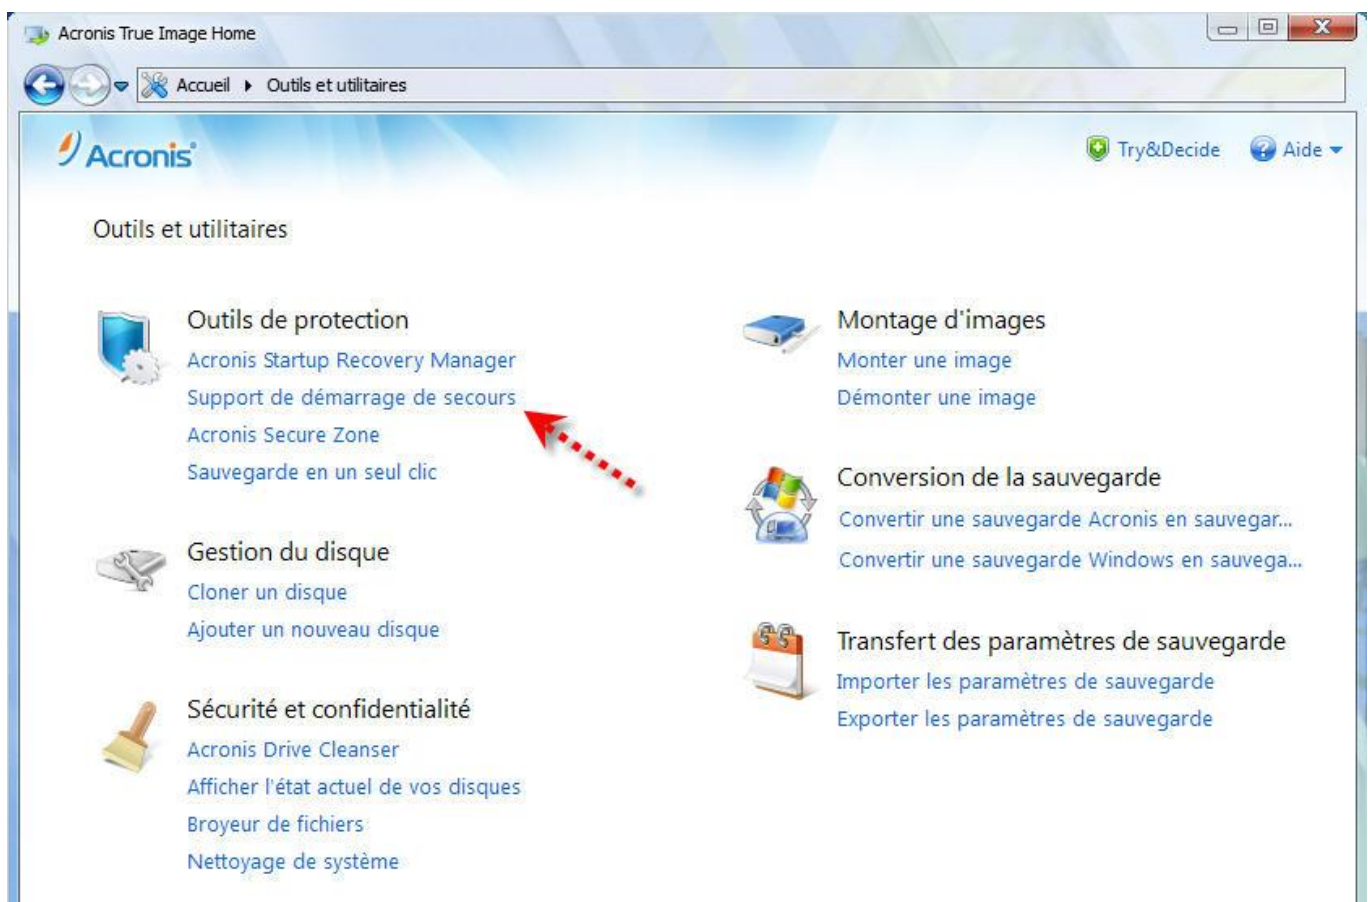 Acronis True Image Home
Accueil ▸ Outils et utilitaires
Acronis
Try&Decide
Aide
Outils et utilitaires
Outils de protection
Acronis Startup Recovery Manager
Support de démarrage de secours
Acronis Secure Zone
Sauvegarde en un seul clic
Gestion du disque
Cloner un disque
Ajouter un nouveau disque
Sécurité et confidentialité
Acronis Drive Cleanser
Afficher l'état actuel de vos disques
Broyeur de fichiers
Nettoyage de système
Montage d'images
Monter une image
Démonter une image
Conversion de la sauvegarde
Convertir une sauvegarde Acronis en sauvegar...
Convertir une sauvegarde Windows en sauvega...
Transfert des paramètres de sauvegarde
Importer les paramètres de sauvegarde
Exporter les paramètres de sauvegarde